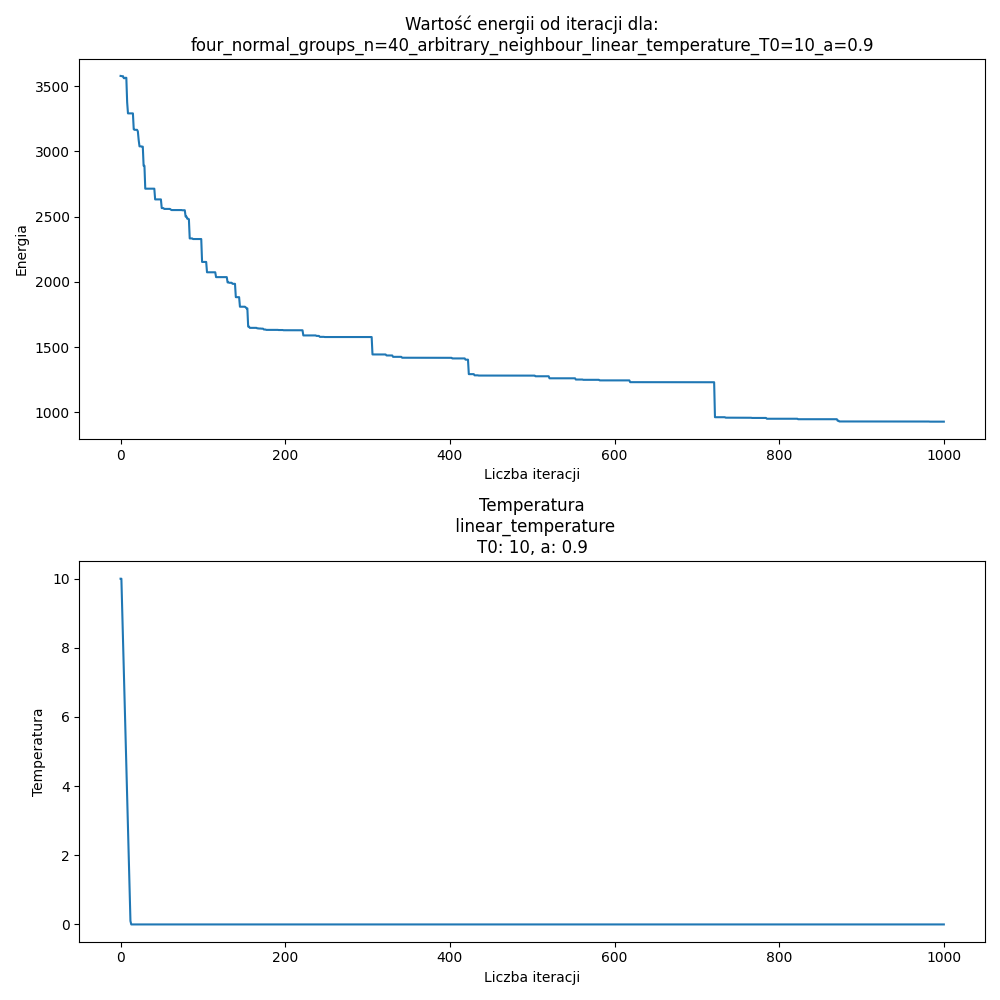 Wartość energii od iteracji dla:
four_normal_groups_n=40_arbitrary_neighbour_linear_temperature_T0=10_a=0.9
3500
3000
2500
2000
1500
1000
Energia
0 200 400 600 800 1000
Liczba iteracji
Temperatura
linear_temperature
T0: 10, a: 0.9
10
8
6
4
2
0
Temperatura
0 200 400 600 800 1000
Liczba iteracji